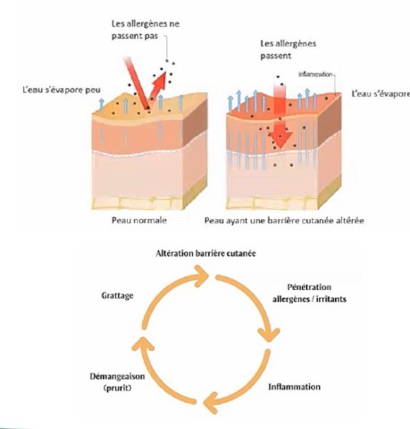 Les allergènes ne
passent pas
Les allergènes
passent
Inflammation
L'eau s'évapore peu
L'eau s'évapore
Peau normale
Peau ayant une barrière cutanée altérée
Altération barrière cutanée
Grattage
Pénétration
allergènes / irritants
Démangeaison
(prurit)
Inflammation